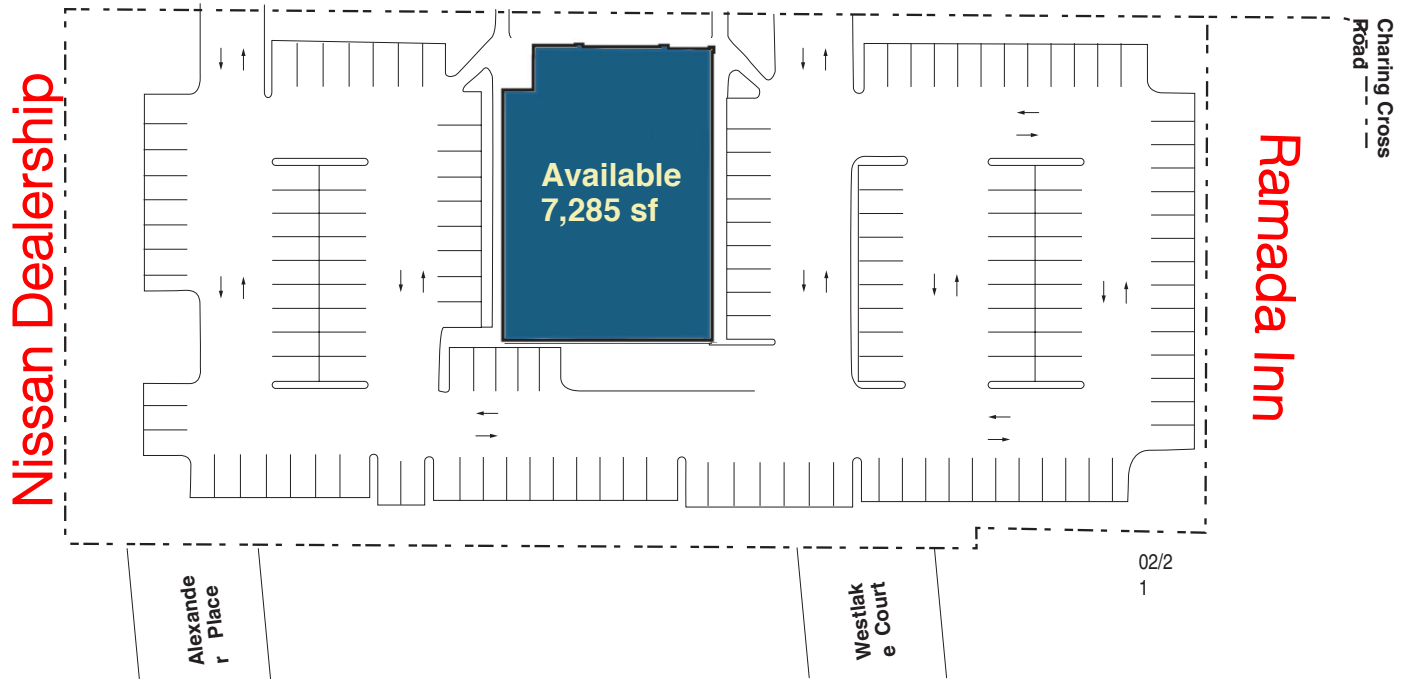 Nissan Dealership
Available
7,285 sf
Ramada Inn
Charing Cross
Road
02/2
1
Alexande
r Place
Westlak
e Court